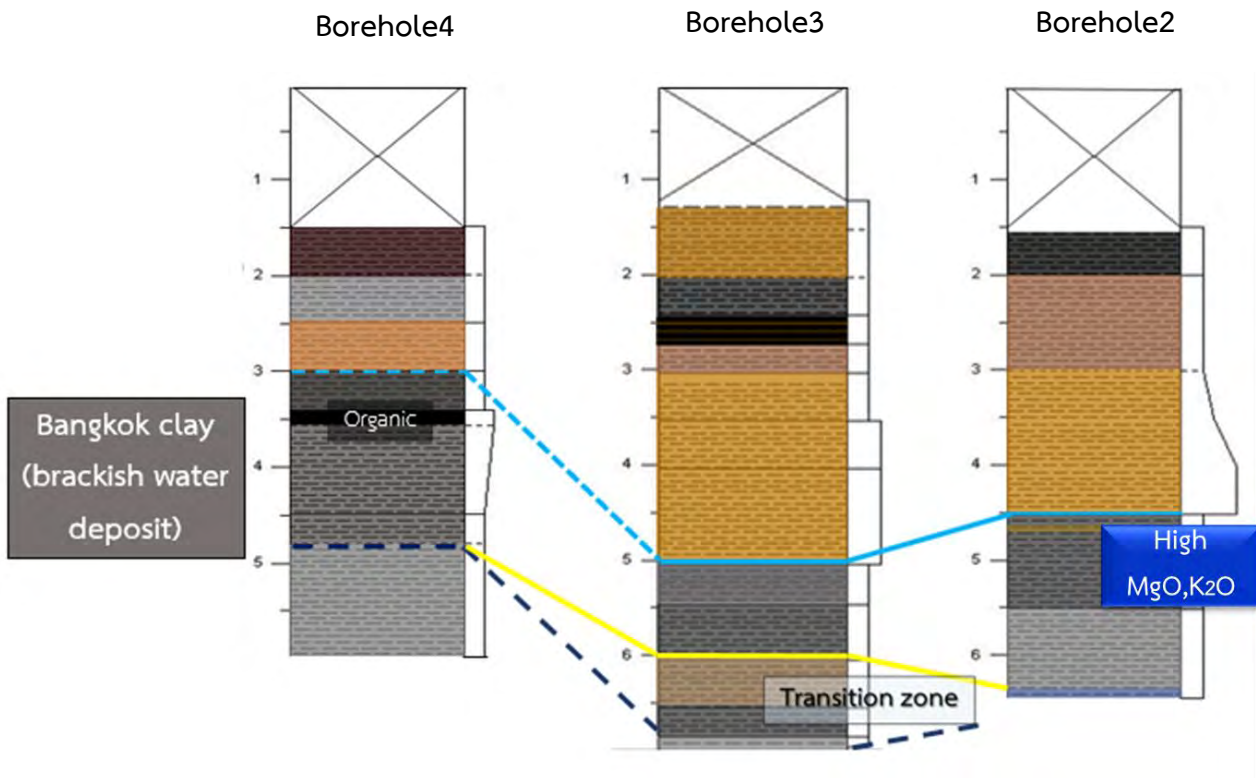 Borehole4
Borehole3
Borehole2
1
2
3
4
5
1
2
3
4
5
6
1
2
3
4
5
6
Bangkok clay
(brackish water
deposit)
Organic
High
MgO,K2O
Transition zone